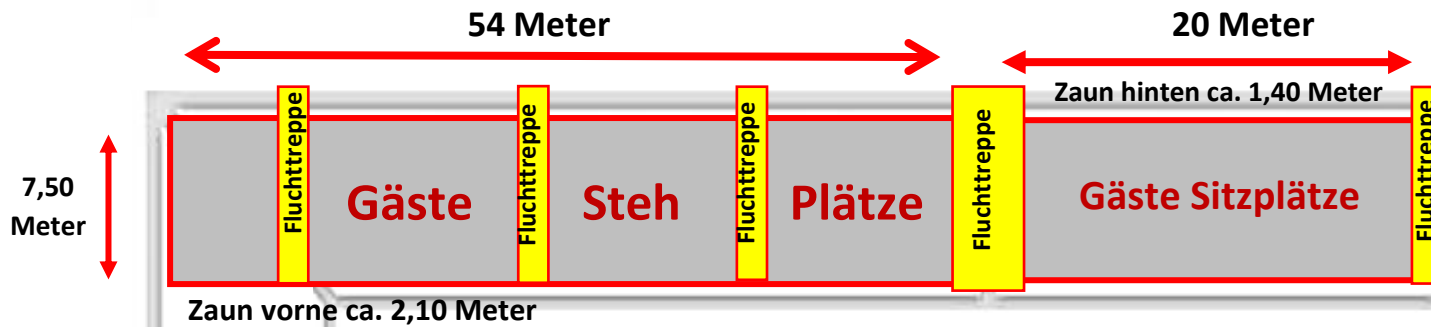 54 Meter
20 Meter
Zaun hinten ca. 1,40 Meter
7,50
Meter
Fluchttreppe
Gäste
Fluchttreppe
Steh
Fluchttreppe
Plätze
Fluchttreppe
Gäste Sitzplätze
Fluchttreppe
Zaun vorne ca. 2,10 Meter